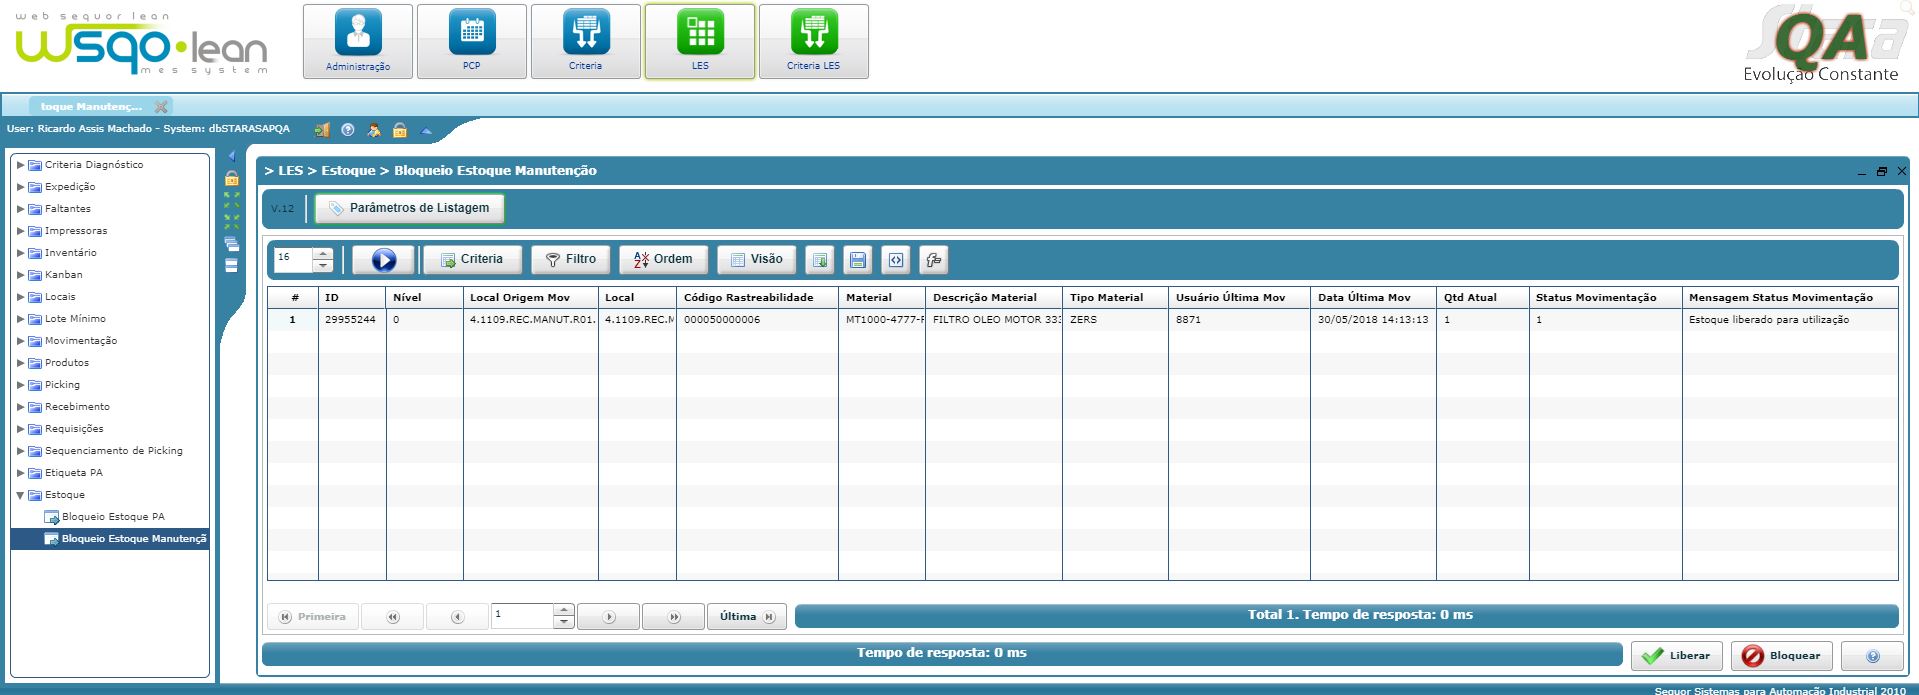 web sequor lean
wsqo•lean
mes system
Administração
PCP
Criteria
LES
Criteria LES
QA
Evolução Constante
toque Manutenç...
User: Ricardo Assis Machado - System: dbSTARASAPQA
Criteria Diagnóstico
Expedição
Faltantes
Impressoras
Inventário
Kanban
Locais
Lote Mínimo
Movimentação
Produtos
Picking
Recebimento
Requisições
Sequenciamento de Picking
Etiqueta PA
Estoque
Bloqueio Estoque PA
Bloqueio Estoque Manutençã
> LES > Estoque > Bloqueio Estoque Manutenção
V.12 Parâmetros de Listagem
16 Criteria Filtro Ordem Visão
# ID Nível Local Origem Mov Local Código Rastreabilidade Material Descrição Material Tipo Material Usuário Última Mov Data Última Mov Qtd Atual Status Movimentação Mensagem Status Movimentação
1 29955244 0 4.1109.REC.MANUT.R01. 4.1109.REC.M 000050000006 MT1000-4777-F FILTRO OLEO MOTOR 333 ZERS 8871 30/05/2018 14:13:13 1 1 Estoque liberado para utilização
Primeira 1 Última Total 1. Tempo de resposta: 0 ms
Tempo de resposta: 0 ms Liberar Bloquear
Sequor Sistemas para Automação Industrial 2010